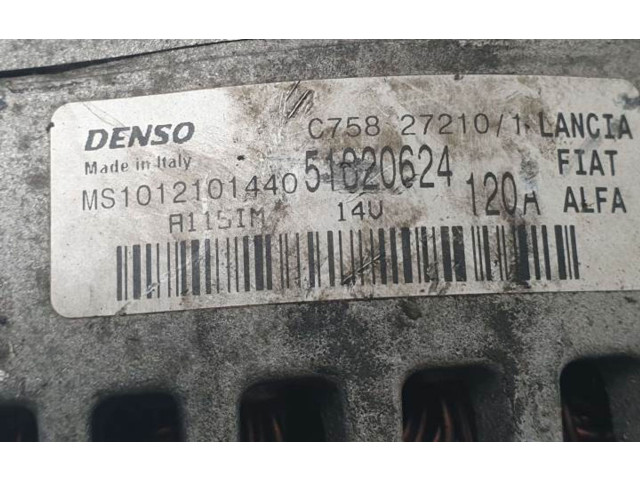 DENSO C758 27210/1 LANCIA
Made in Italy 51820624 FIAT
MS1012101440 120A ALFA
A115IM 14V